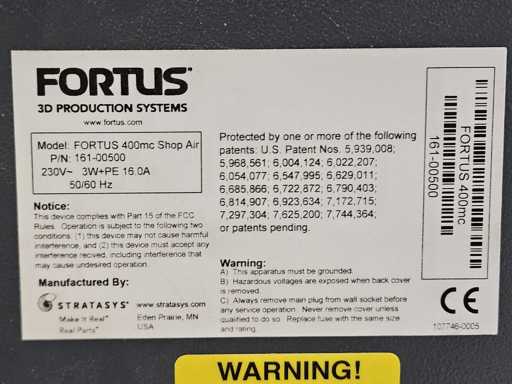 FORTUS
3D PRODUCTION SYSTEMS
www.fortus.com
Model: FORTUS 400mc Shop Air
P/N: 161-00500
230V~ 3W+PE 16.0A
50/60 Hz
Notice:
This device complies with Part 15 of the FCC
Rules. Operation is subject to the following two
conditions, (1) this device may not cause harmful
interference, and (2) this device must accept any
interference recived, including interference that
may cause undesired operation.
Manufactured By:
STRATASYS
Make It Real
Real Parts
www.stratasys.com
Eden Prairie, MN
USA
Protected by one or more of the following
patents: U.S. Patent Nos. 5,939,008;
5,968,561; 6,004,124; 6,022,207;
6,054,077; 6,547,995; 6,629,011;
6,685,866; 6,722,872; 6,790,403;
6,814,907; 6,923,634; 7,172,715;
7,297,304; 7,625,200; 7,744,364;
or patents pending.
Warning:
A) This apparatus must be grounded.
B) Hazardous voltages are exposed when back cover
is removed.
C) Always remove main plug from wall socket before
any service operation. Never remove cover unless
qualified to do so. Replace fuse with the same size
and rating.
FORTUS 400mc
161-00500
CE
107746-0005
WARNING!